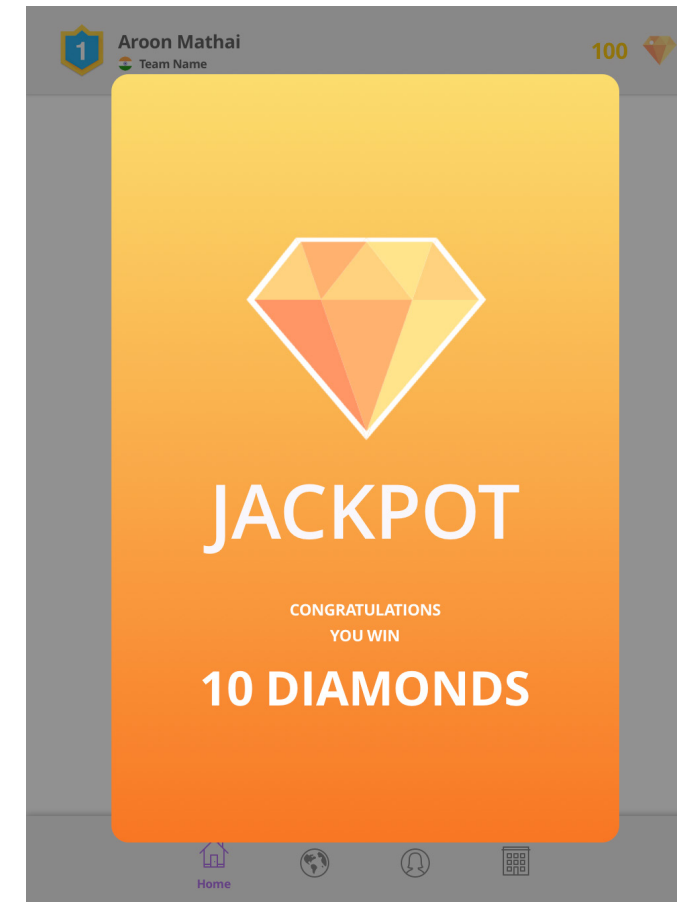 1
Aroon Mathai
100
Team Name
JACKPOT
CONGRATULATIONS
YOU WIN
10 DIAMONDS
Home